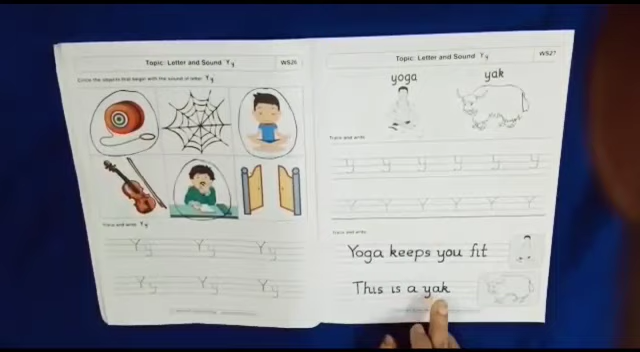 Topic: Letter and Sound 'Yy
WS25
Circle the objects that begin with the sound of letter Yy
Trace and write Yy
Yy Yy Yy
Yy Yy Yy
Topic: Letter and Sound 'Yy
WS27
yoga yak
Trace and write
y y y y y y
Y Y Y Y Y Y
Trace and write
Yoga keeps you fit
This is a yak